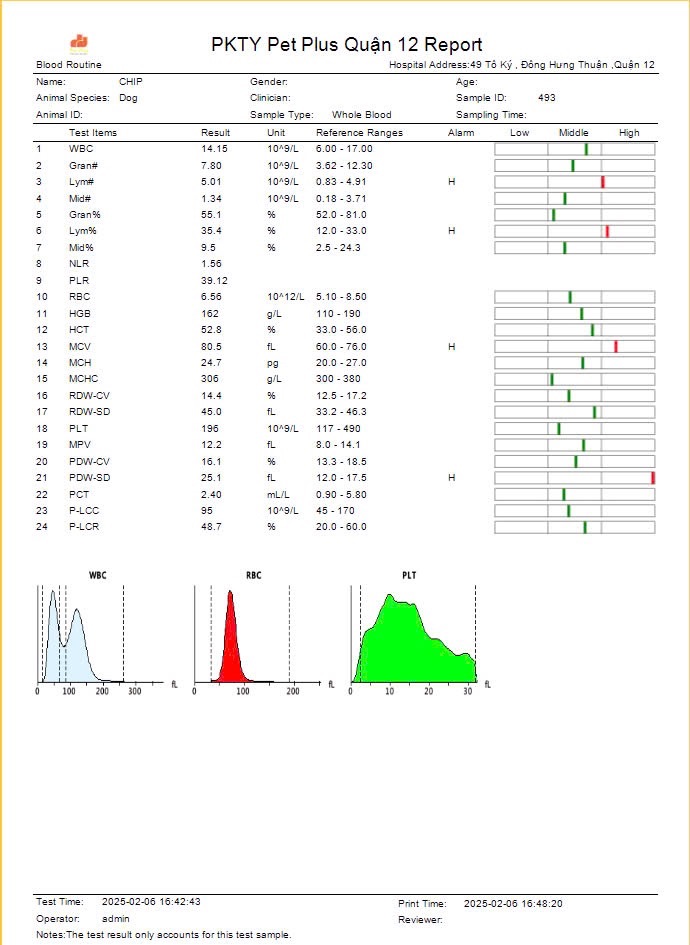 PKTY Pet Plus Quận 12 Report
Blood Routine Hospital Address:49 Tô Ký , Đông Hưng Thuận ,Quận 12
Name: CHIP Gender: Age:
Animal Species: Dog Clinician: Sample ID: 493
Animal ID: Sample Type: Whole Blood Sampling Time:
Test Items Result Unit Reference Ranges Alarm Low Middle High
1 WBC 14.15 10^9/L 6.00 - 17.00
2 Gran# 7.80 10^9/L 3.62 - 12.30
3 Lym# 5.01 10^9/L 0.83 - 4.91 H
4 Mid# 1.34 10^9/L 0.18 - 3.71
5 Gran% 55.1 % 52.0 - 81.0
6 Lym% 35.4 % 12.0 - 33.0 H
7 Mid% 9.5 % 2.5 - 24.3
8 NLR 1.56
9 PLR 39.12
10 RBC 6.56 10^12/L 5.10 - 8.50
11 HGB 162 g/L 110 - 190
12 HCT 52.8 % 33.0 - 56.0
13 MCV 80.5 fL 60.0 - 76.0 H
14 MCH 24.7 pg 20.0 - 27.0
15 MCHC 306 g/L 300 - 380
16 RDW-CV 14.4 % 12.5 - 17.2
17 RDW-SD 45.0 fL 33.2 - 46.3
18 PLT 196 10^9/L 117 - 490
19 MPV 12.2 fL 8.0 - 14.1
20 PDW-CV 16.1 % 13.3 - 18.5
21 PDW-SD 25.1 fL 12.0 - 17.5 H
22 PCT 2.40 mL/L 0.90 - 5.80
23 P-LCC 95 10^9/L 45 - 170
24 P-LCR 48.7 % 20.0 - 60.0
WBC RBC PLT
0 100 200 300 fL 0 100 200 fL 0 10 20 30 fL
Test Time: 2025-02-06 16:42:43 Print Time: 2025-02-06 16:48:20
Operator: admin Reviewer:
Notes:The test result only accounts for this test sample.